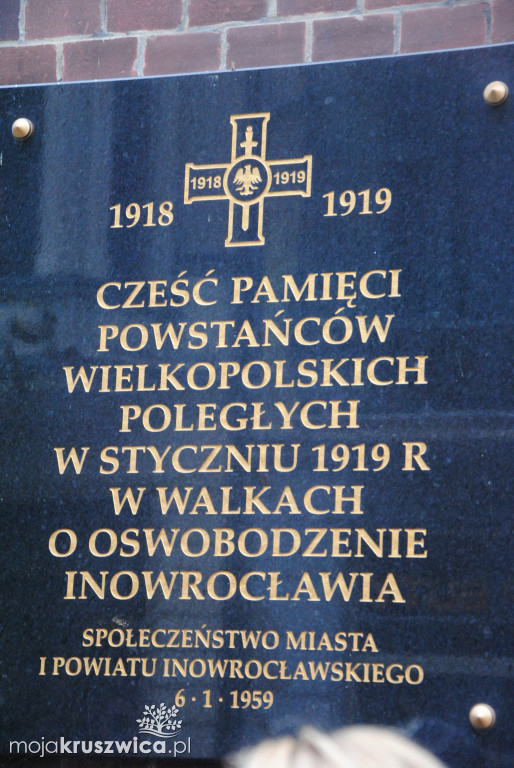 1918 1919
1918 1919
CZEŚĆ PAMIĘCI
POWSTAŃCÓW
WIELKOPOLSKICH
POLEGŁYCH
W STYCZNIU 1919 R
W WALKACH
O OSWOBODZENIE
INOWROCŁAWIA
SPOŁECZEŃSTWO MIASTA
I POWIATU INOWROCŁAWSKIEGO
6·1·1959
mojakruszwica.pl